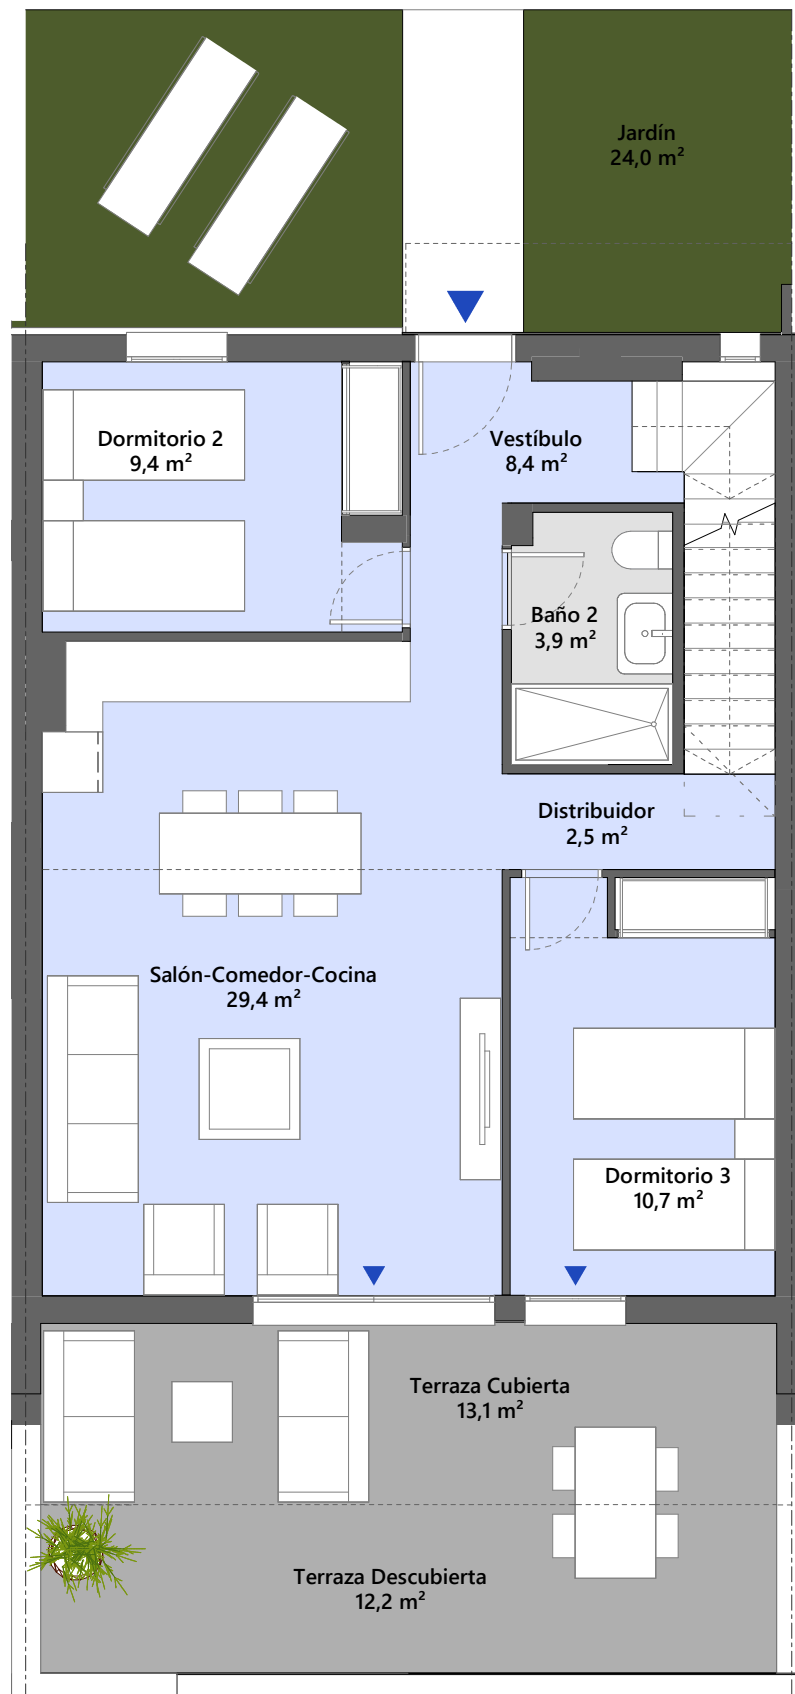 Jardín
24,0 m²
Dormitorio 2
9,4 m²
Vestíbulo
8,4 m²
Baño 2
3,9 m²
Distribuidor
2,5 m²
Salón-Comedor-Cocina
29,4 m²
Dormitorio 3
10,7 m²
Terraza Cubierta
13,1 m²
Terraza Descubierta
12,2 m²